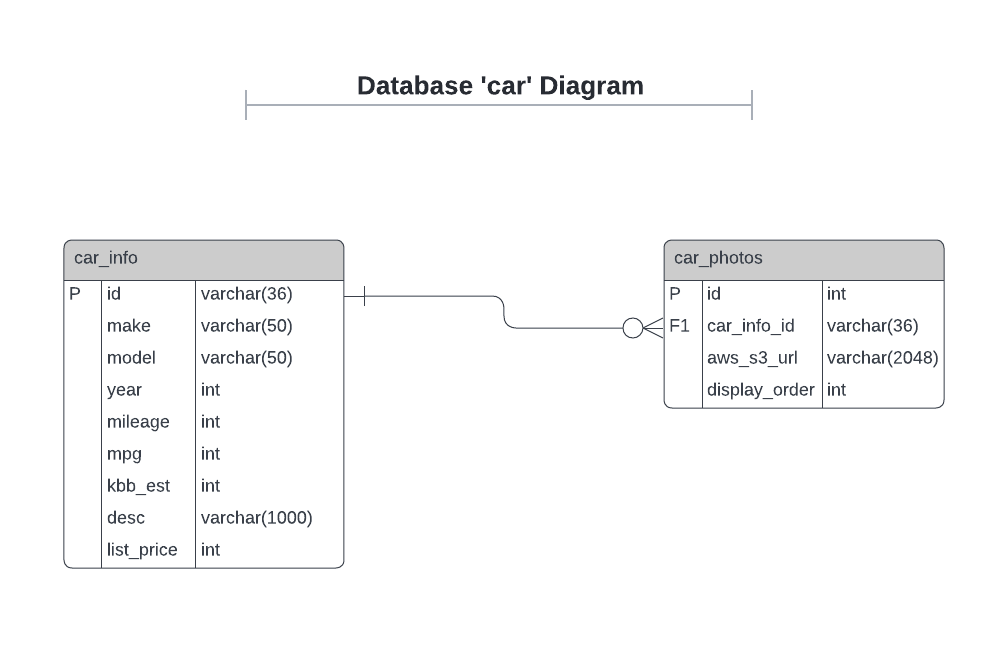 Database 'car' Diagram
car_info
P id varchar(36)
make varchar(50)
model varchar(50)
year int
mileage int
mpg int
kbb_est int
desc varchar(1000)
list_price int
car_photos
P id int
F1 car_info_id varchar(36)
aws_s3_url varchar(2048)
display_order int